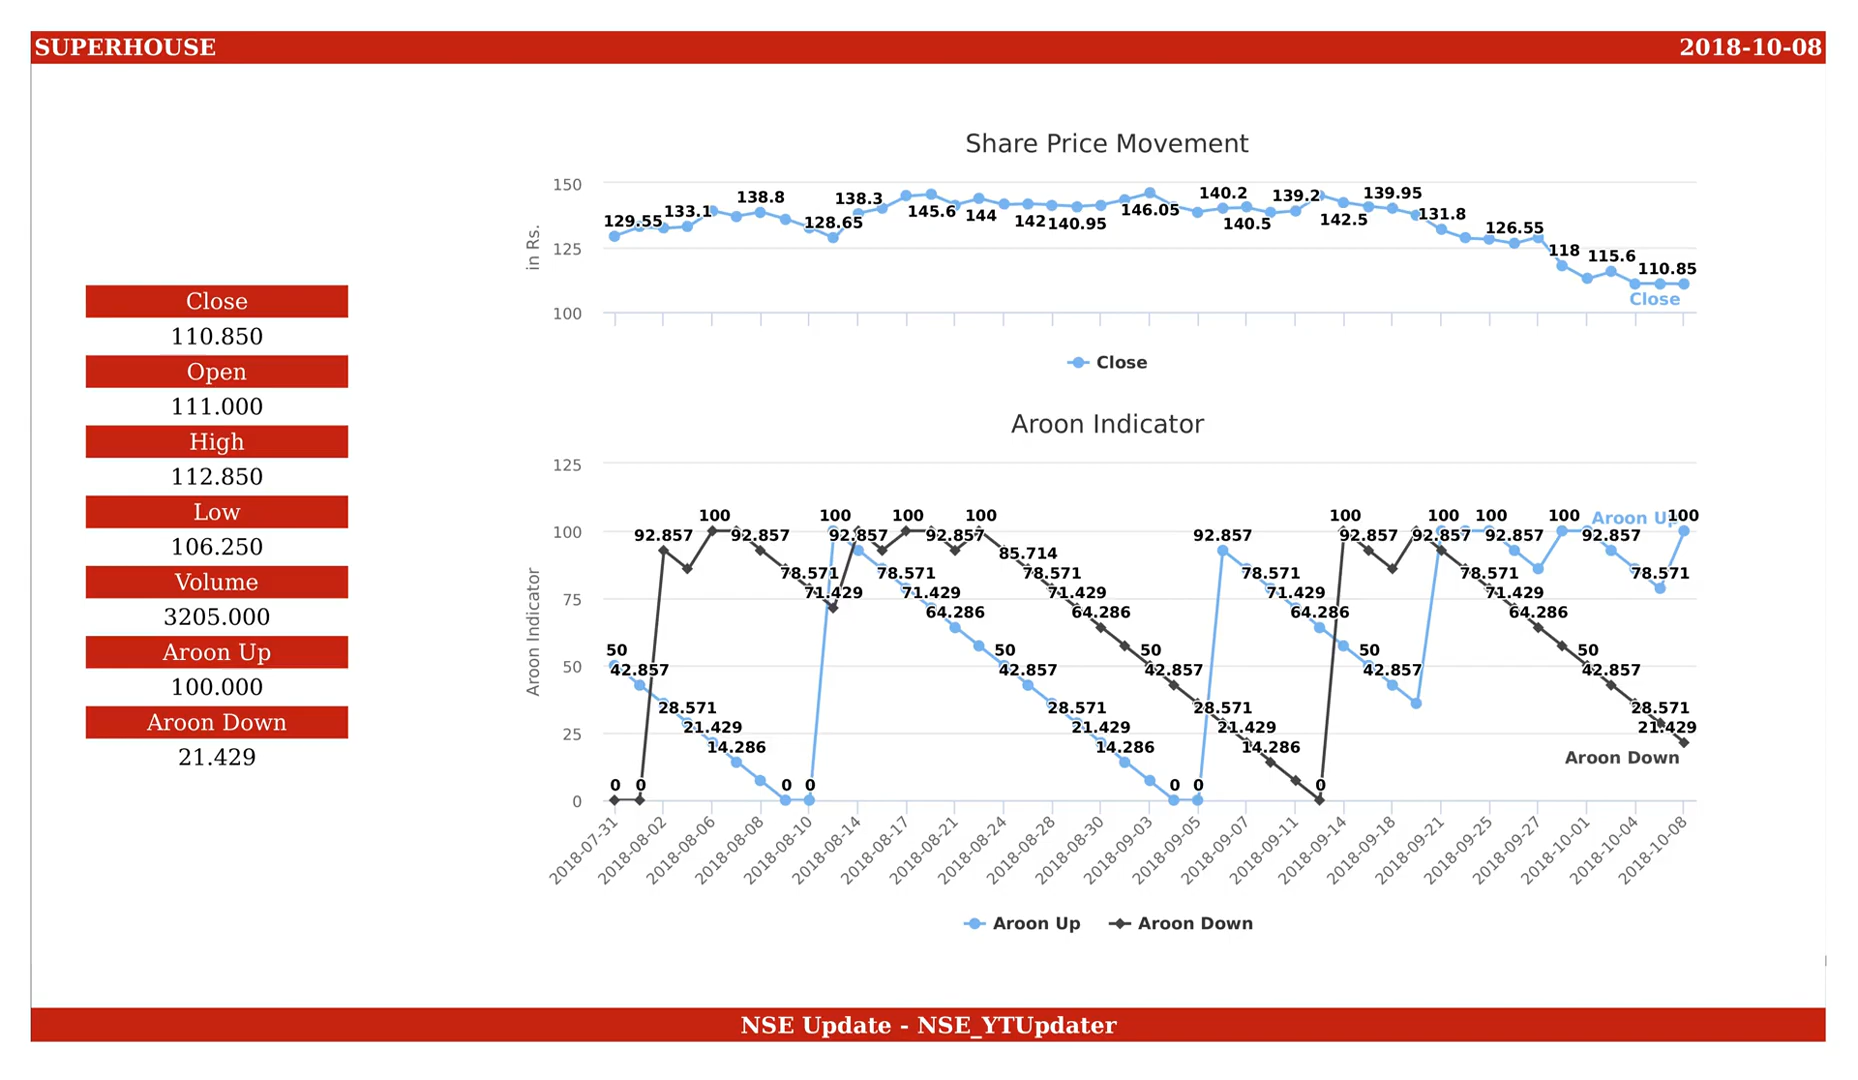 SUPERHOUSE 2018-10-08
Close
110.850
Open
111.000
High
112.850
Low
106.250
Volume
3205.000
Aroon Up
100.000
Aroon Down
21.429
Share Price Movement
in Rs.
150
125
100
129.55 133.1 138.8 128.65 138.3 145.6 144 142 140.95 146.05 140.2 140.5 139.2 142.5 139.95 131.8 126.55 118 115.6 110.85
Close
Close
Aroon Indicator
Aroon Indicator
125
100
75
50
25
0
100 100 100 100 100 100 100 100 100
92.857 92.857 92.857 92.857 92.857 92.857 92.857 92.857 92.857
85.714
78.571 78.571 78.571 78.571 78.571 78.571
71.429 71.429 71.429 71.429 71.429
64.286 64.286 64.286 64.286
50 50 50 50 50
42.857 42.857 42.857 42.857 42.857
28.571 28.571 28.571 28.571
21.429 21.429 21.429 21.429
14.286 14.286 14.286
0 0 0 0 0 0 0
Aroon Up
Aroon Down
2018-07-31 2018-08-02 2018-08-06 2018-08-08 2018-08-10 2018-08-14 2018-08-17 2018-08-21 2018-08-24 2018-08-28 2018-08-30 2018-09-03 2018-09-05 2018-09-07 2018-09-11 2018-09-14 2018-09-18 2018-09-21 2018-09-25 2018-09-27 2018-10-01 2018-10-04 2018-10-08
Aroon Up Aroon Down
NSE Update - NSE_YTUpdater